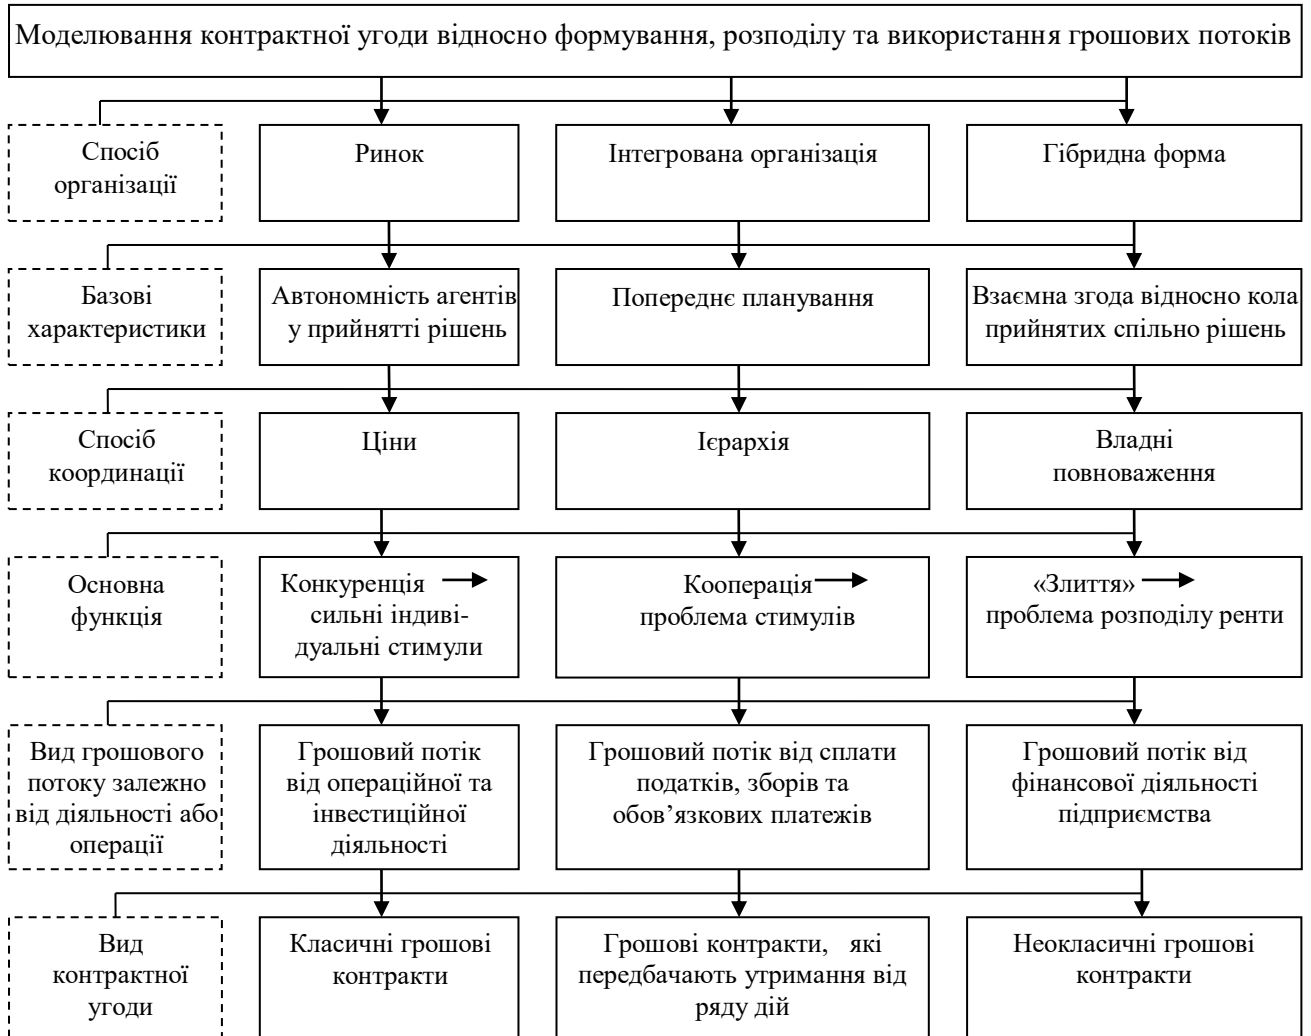 Моделювання контрактної угоди відносно формування, розподілу та використання грошових потоків
Спосіб
організації
Ринок
Інтегрована організація
Гібридна форма
Базові
характеристики
Автономність агентів
у прийнятті рішень
Попереднє планування
Взаємна згода відносно кола
прийнятих спільно рішень
Спосіб
координації
Ціни
Ієрархія
Владні
повноваження
Основна
функція
Конкуренція
сильні індиві-
дуальні стимули
Кооперація
проблема стимулів
«Злиття»
проблема розподілу ренти
Вид грошового
потоку залежно
від діяльності або
операції
Грошовий потік
від операційної та
інвестиційної
діяльності
Грошовий потік від сплати
податків, зборів та
обов’язкових платежів
Грошовий потік від
фінансової діяльності
підприємства
Вид
контрактної
угоди
Класичні грошові
контракти
Грошові контракти, які
передбачають утримання від
ряду дій
Неокласичні грошові
контракти